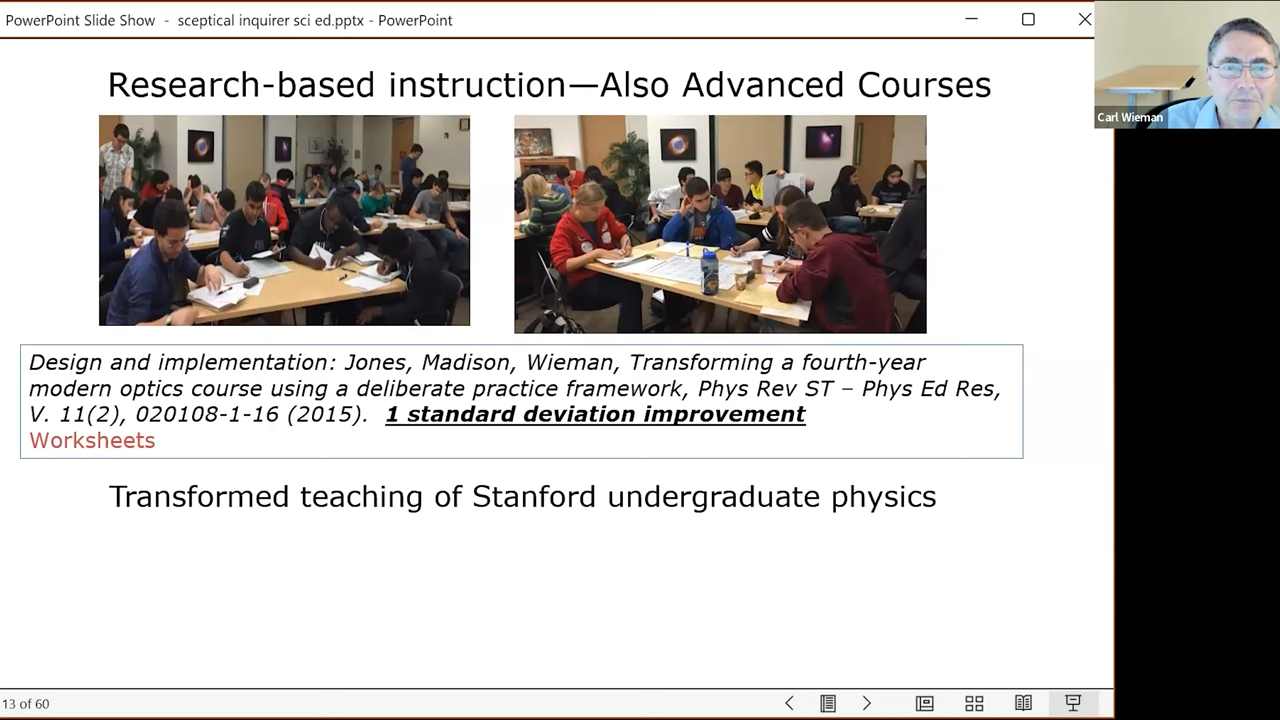 PowerPoint Slide Show - sceptical inquirer sci ed.pptx - PowerPoint
Research-based instruction—Also Advanced Courses
Carl Wieman
Design and implementation: Jones, Madison, Wieman, Transforming a fourth-year
modern optics course using a deliberate practice framework, Phys Rev ST – Phys Ed Res,
V. 11(2), 020108-1-16 (2015). 1 standard deviation improvement
Worksheets
Transformed teaching of Stanford undergraduate physics
13 of 60